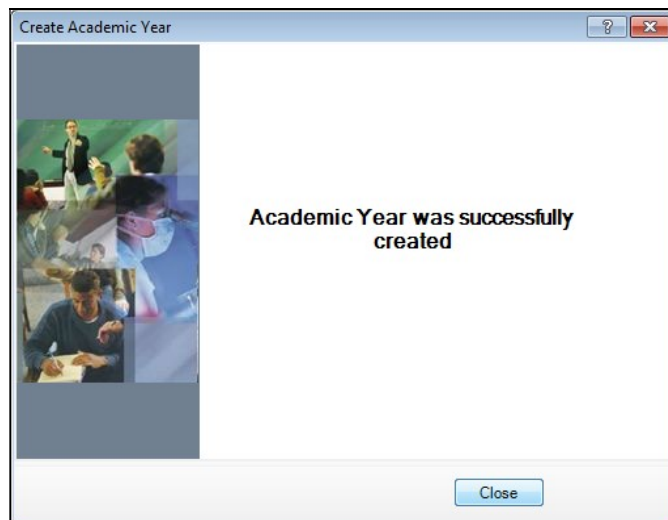 Create Academic Year
?
Academic Year was successfully
created
Close